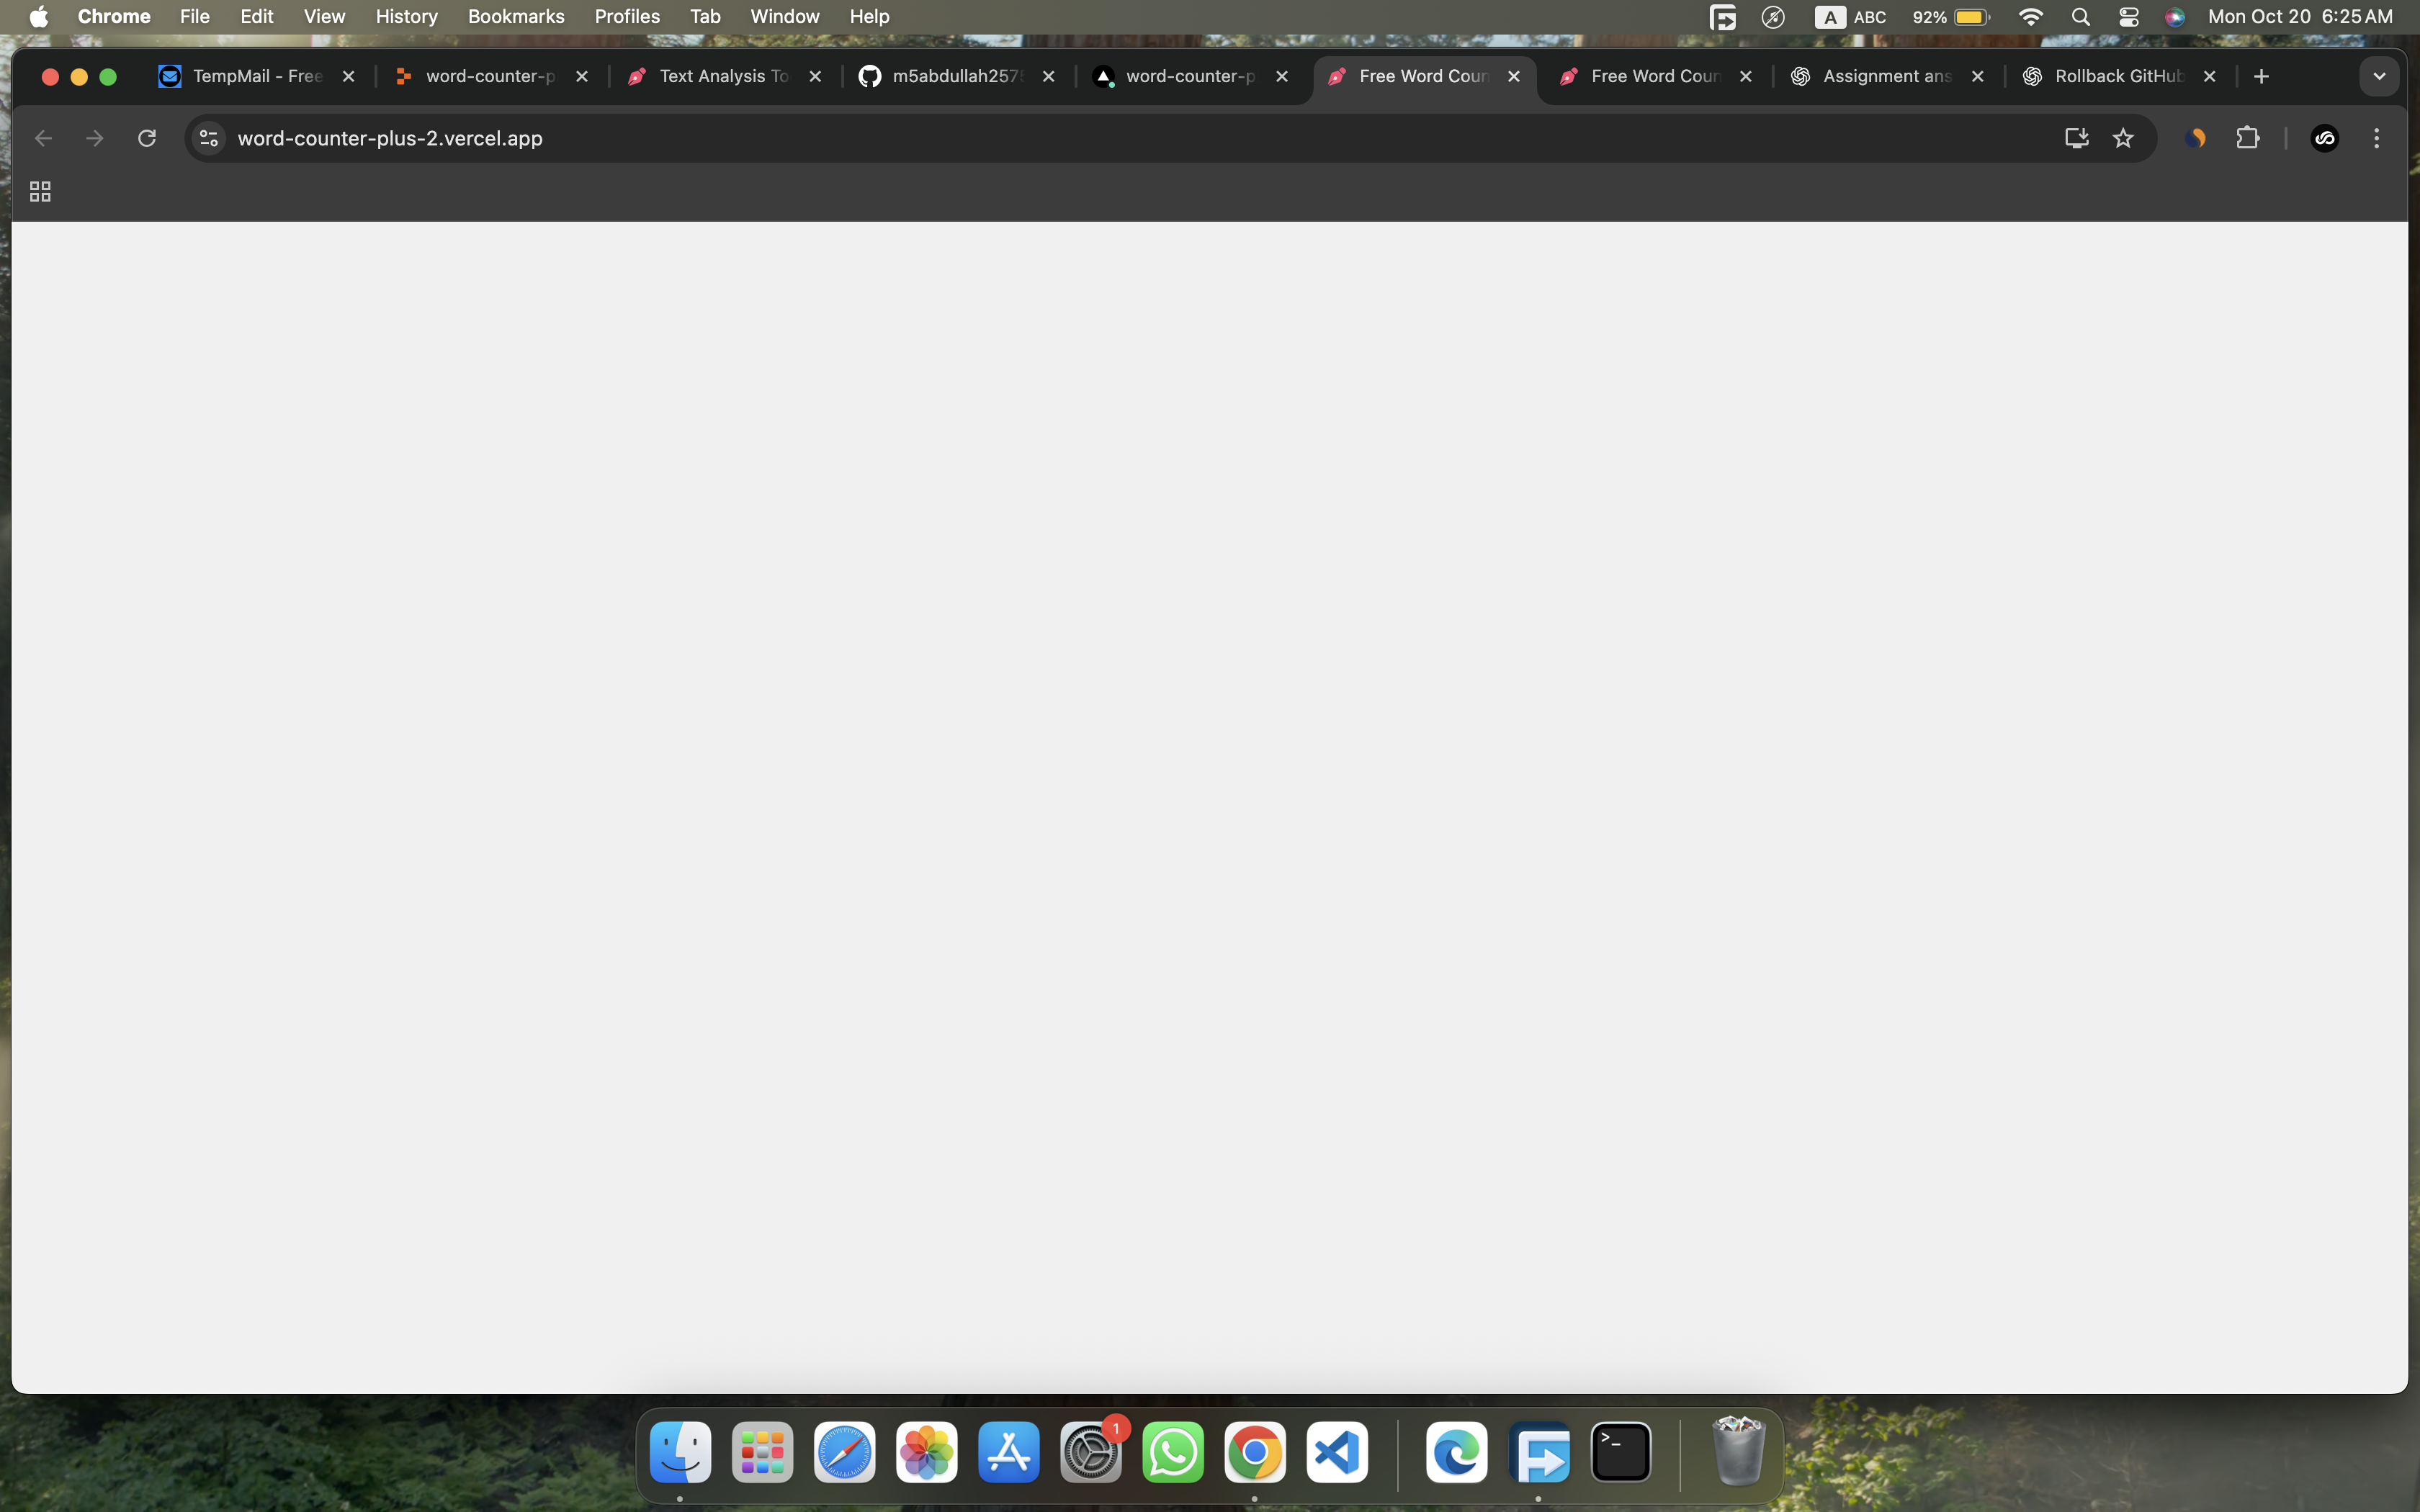 Chrome File Edit View History Bookmarks Profiles Tab Window Help A ABC 92% Mon Oct 20 6:25 AM
TempMail - Free word-counter-p Text Analysis To m5abdullah257 word-counter-p Free Word Coun Free Word Coun Assignment ans Rollback GitHub
word-counter-plus-2.vercel.app
1
>_